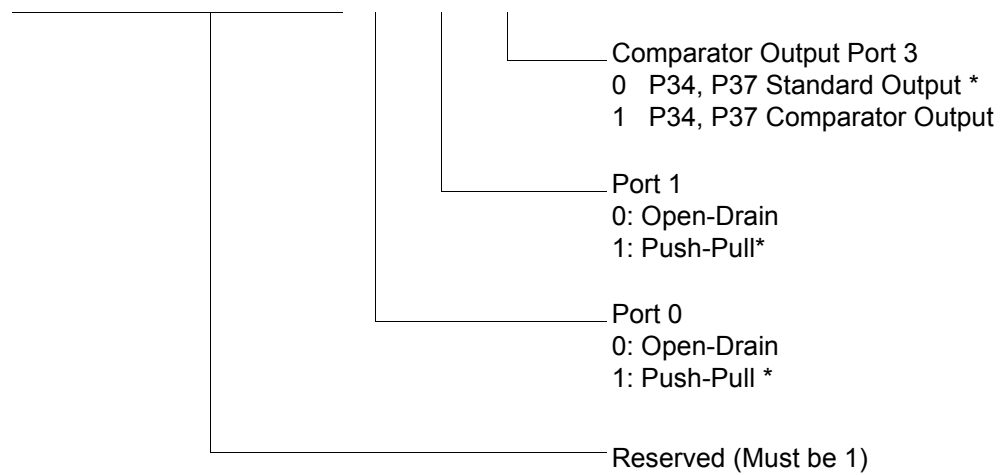 Comparator Output Port 3
0 P34, P37 Standard Output *
1 P34, P37 Comparator Output
Port 1
0: Open-Drain
1: Push-Pull*
Port 0
0: Open-Drain
1: Push-Pull *
Reserved (Must be 1)